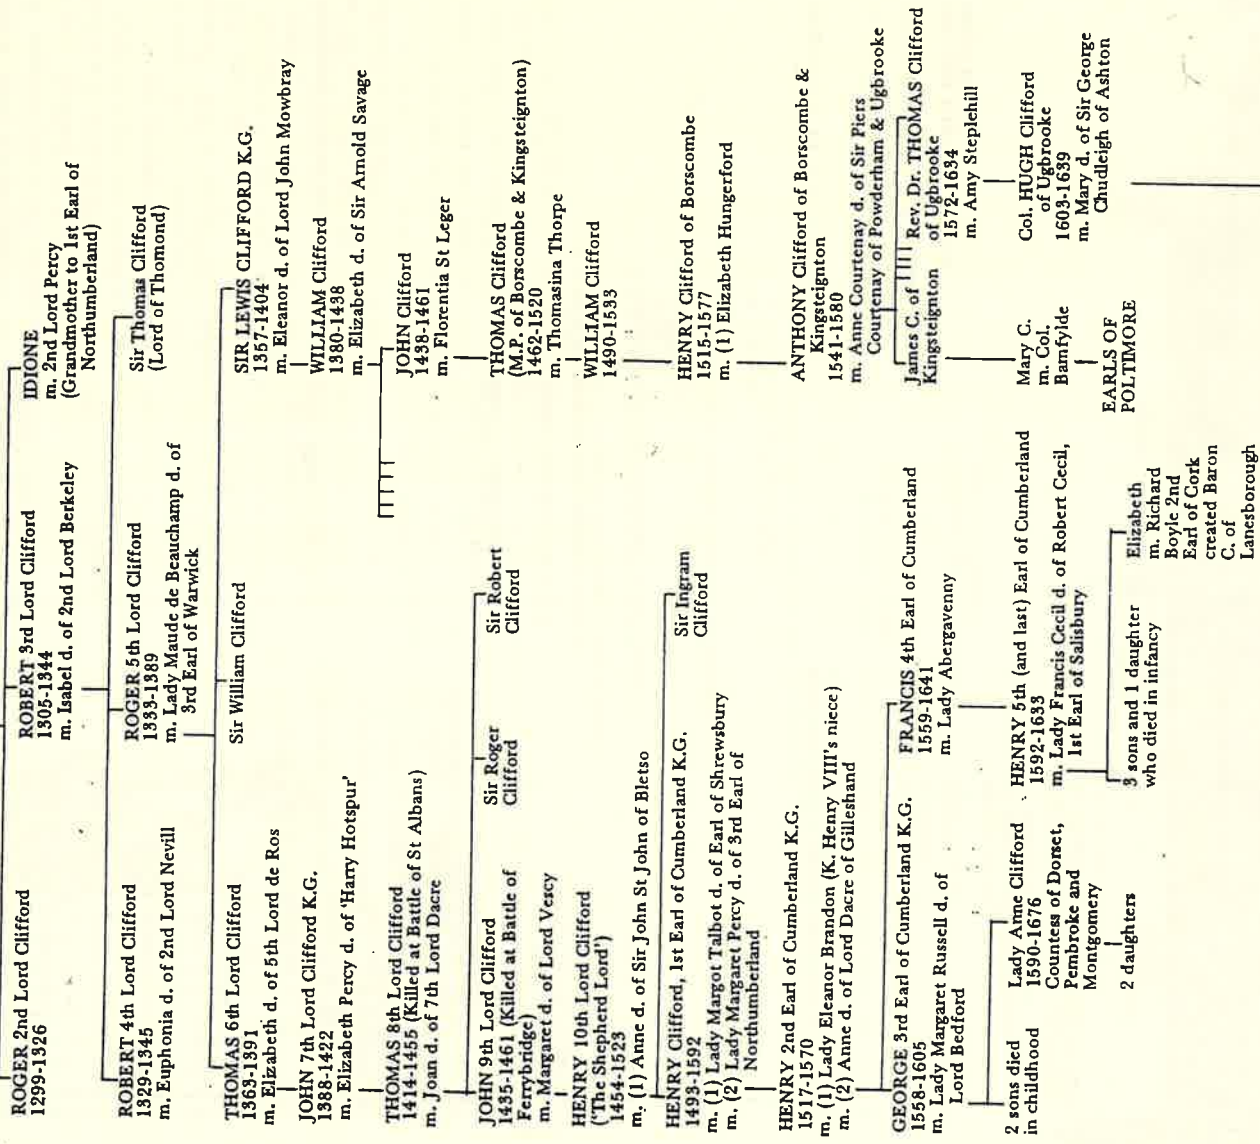 ROGER 2nd Lord Clifford
1299-1326
ROBERT 3rd Lord Clifford
1305-1344
m. Isabel d. of 2nd Lord Berkeley
IDIONE
m. 2nd Lord Percy
(Grandmother to 1st Earl of
Northumberland)
ROBERT 4th Lord Clifford
1329-1345
m. Euphonia d. of 2nd Lord Nevill
ROGER 5th Lord Clifford
1333-1389
m. Lady Maude de Beauchamp d. of
3rd Earl of Warwick
Sir Thomas Clifford
(Lord of Thomond)
THOMAS 6th Lord Clifford
1363-1391
m. Elizabeth d. of 5th Lord de Ros
Sir William Clifford
SIR LEWIS CLIFFORD K.G.
1357-1404
m. Eleanor d. of Lord John Mowbray
JOHN 7th Lord Clifford K.G.
1388-1422
m. Elizabeth Percy d. of 'Harry Hotspur'
WILLIAM Clifford
1380-1438
m. Elizabeth d. of Sir Arnold Savage
THOMAS 8th Lord Clifford
1414-1455 (Killed at Battle of St Albans)
m. Joan d. of 7th Lord Dacre
JOHN Clifford
1438-1461
m. Florentia St Leger
JOHN 9th Lord Clifford
1435-1461 (Killed at Battle of
Ferrybridge)
m. Margaret d. of Lord Vescy
Sir Roger
Clifford
Sir Robert
Clifford
THOMAS Clifford
(M.P. of Borscombe & Kingsteignton)
1462-1520
m. Thomasina Thorpe
HENRY 10th Lord Clifford
('The Shepherd Lord')
1454-1523
m. (1) Anne d. of Sir John St John of Bletso
WILLIAM Clifford
1490-1533
HENRY Clifford, 1st Earl of Cumberland K.G.
1493-1592
m. (1) Lady Margot Talbot d. of Earl of Shrewsbury
m. (2) Lady Margaret Percy d. of 3rd Earl of
Northumberland
Sir Ingram
Clifford
HENRY Clifford of Borscombe
1515-1577
m. (1) Elizabeth Hungerford
HENRY 2nd Earl of Cumberland K.G.
1517-1570
m. (1) Lady Eleanor Brandon (K. Henry VIII's niece)
m. (2) Anne d. of Lord Dacre of Gilleshand
ANTHONY Clifford of Borscombe &
Kingsteignton
1541-1580
m. Anne Courtenay d. of Sir Piers
Courtenay of Powderham & Ugbrooke
GEORGE 3rd Earl of Cumberland K.G.
1558-1605
m. Lady Margaret Russell d. of
Lord Bedford
FRANCIS 4th Earl of Cumberland
1559-1641
m. Lady Abergavenny
James C. of
Kingsteignton
Rev. Dr. THOMAS Clifford
of Ugbrooke
1572-1634
m. Amy Steplehill
2 sons died
in childhood
Lady Anne Clifford
1590-1676
Countess of Dorset,
Pembroke and
Montgomery
2 daughters
HENRY 5th (and last) Earl of Cumberland
1592-1633
m. Lady Francis Cecil d. of Robert Cecil,
1st Earl of Salisbury
Mary C.
m. Col.
Bamfylde
EARLS OF
POLTIMORE
Col. HUGH Clifford
of Ugbrooke
1603-1639
m. Mary d. of Sir George
Chudleigh of Ashton
3 sons and 1 daughter
who died in infancy
Elizabeth
m. Richard
Boyle 2nd
Earl of Cork
created Baron
C. of
Lanesborough